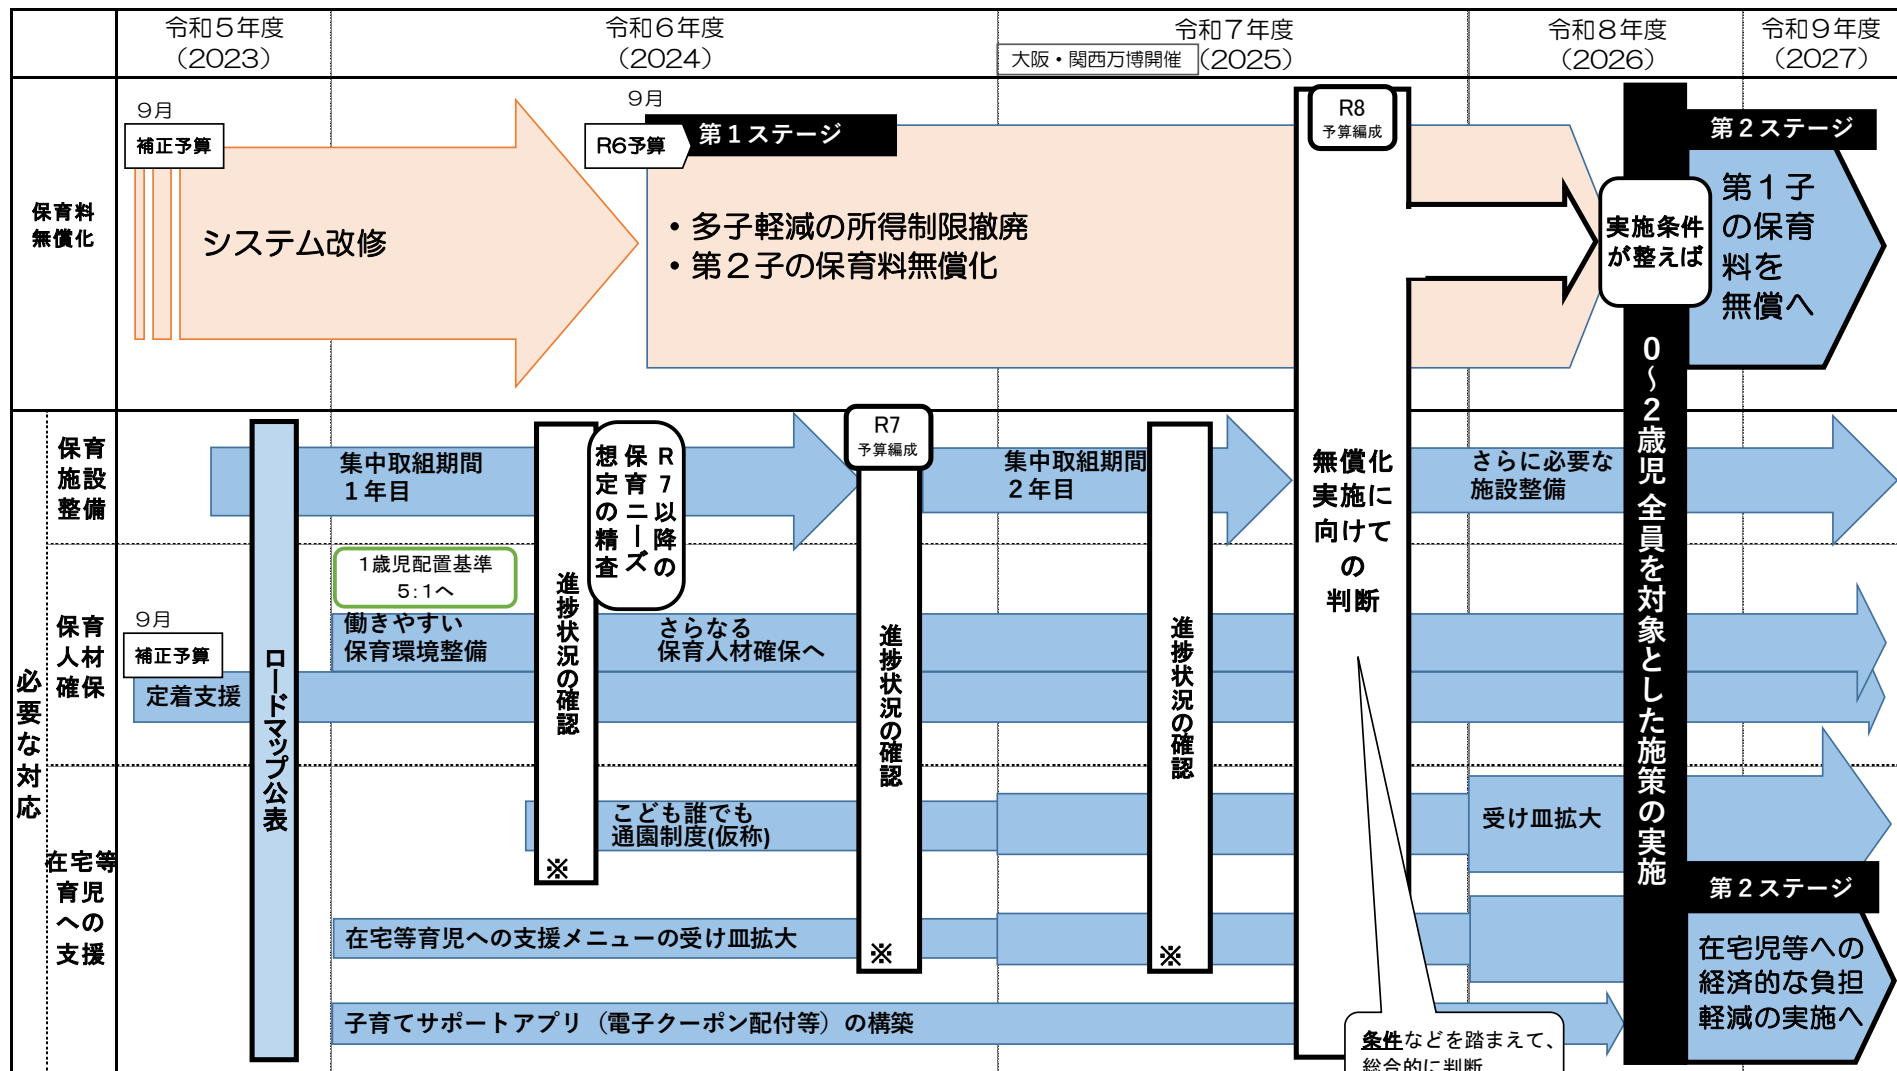 令和５年度
（2023）
令和６年度
（2024）
令和７年度
（2025）
大阪・関西万博開催
令和８年度
（2026）
令和９年度
（2027）
保育料
無償化
９月
補正予算
システム改修
９月
R6予算
第１ステージ
・多子軽減の所得制限撤廃
・第２子の保育料無償化
R8
予算編成
実施条件
が整えば
第２ステージ
第１子
の保育
料を
無償へ
必要な対応
保育
施設
整備
集中取組期間
１年目
R7以降の
保育ニーズ
想定の精査
R7
予算編成
集中取組期間
２年目
無償化
実施に
向けて
の
判断
さらに必要な
施設整備
0～2歳児 全員を対象とした施策の実施
保育
人材
確保
９月
補正予算
定着支援
ロードマップ公表
1歳児配置基準
5:1へ
働きやすい
保育環境整備
進捗状況の確認
※
さらなる
保育人材確保へ
進捗状況の確認
※
進捗状況の確認
※
在宅等
育児
への
支援
こども誰でも
通園制度(仮称)
受け皿拡大
在宅等育児への支援メニューの受け皿拡大
子育てサポートアプリ（電子クーポン配付等）の構築
第２ステージ
在宅児等への
経済的な負担
軽減の実施へ
条件などを踏まえて、
総合的に判断